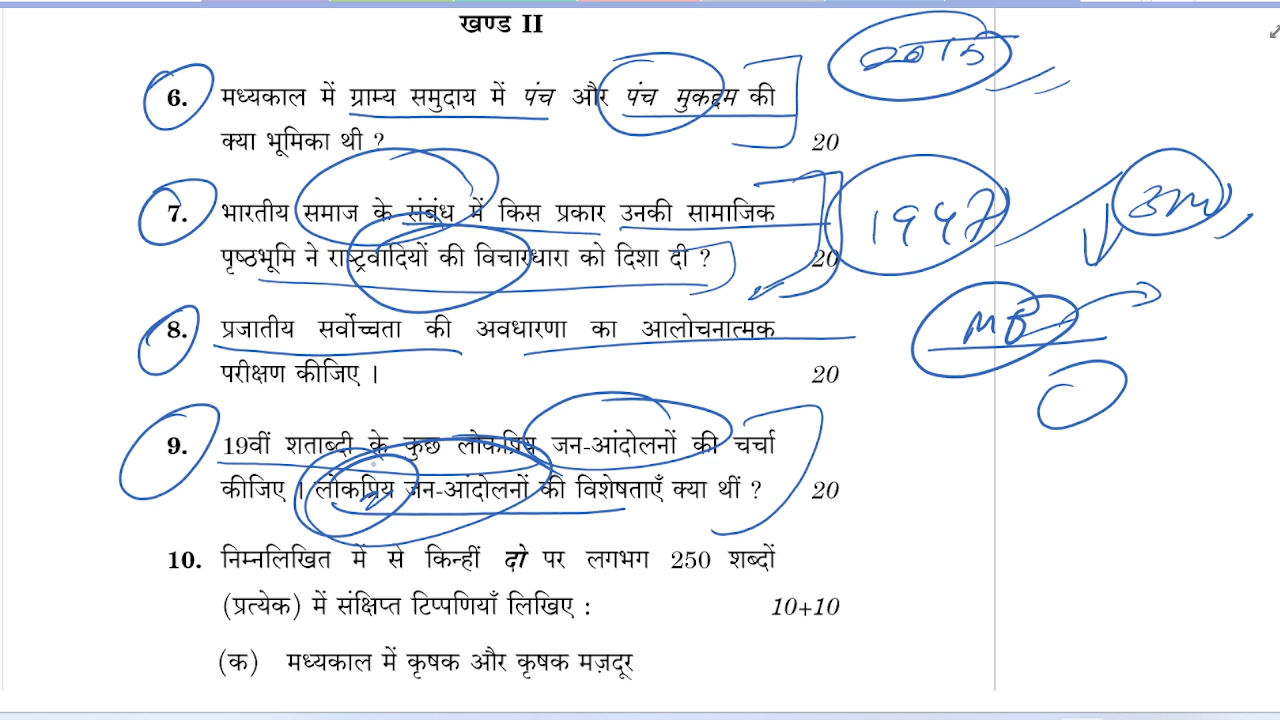 खण्ड II
6. मध्यकाल में ग्राम्य समुदाय में पंच और पंच मुकद्दम की
क्या भूमिका थी ? 20
7. भारतीय समाज के संबंध में किस प्रकार उनकी सामाजिक
पृष्ठभूमि ने राष्ट्रवादियों की विचारधारा को दिशा दी ? 20
8. प्रजातीय सर्वोच्चता की अवधारणा का आलोचनात्मक
परीक्षण कीजिए । 20
9. 19वीं शताब्दी के कुछ लोकप्रिय जन-आंदोलनों की चर्चा
कीजिए । लोकप्रिय जन-आंदोलनों की विशेषताएँ क्या थीं ? 20
10. निम्नलिखित में से किन्हीं दो पर लगभग 250 शब्दों
(प्रत्येक) में संक्षिप्त टिप्पणियाँ लिखिए : 10+10
(क) मध्यकाल में कृषक और कृषक मज़दूर
2015
1947